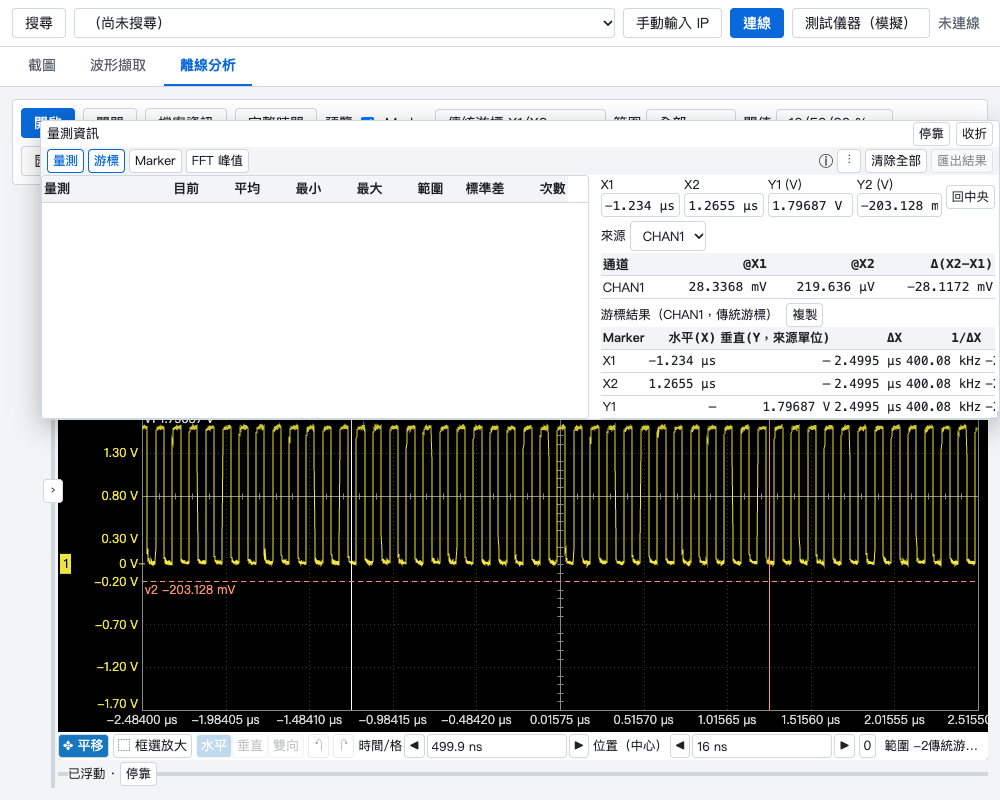 搜尋 (尚未搜尋) 手動輸入 IP 連線 測試儀器（模擬） 未連線
截圖 波形擷取 離線分析
量測資訊 停靠 收折
量測 游標 Marker FFT 峰值 ⓘ ⋮ 清除全部 匯出結果
量測 目前 平均 最小 最大 範圍 標準差 次數
X1 X2 Y1 (V) Y2 (V)
−1.234 µs 1.2655 µs 1.79687 V −203.128 m 回中央
來源 CHAN1
通道 @X1 @X2 Δ(X2−X1)
CHAN1 28.3368 mV 219.636 µV −28.1172 mV
游標結果（CHAN1，傳統游標） 複製
Marker 水平(X) 垂直(Y，來源單位) ΔX 1/ΔX
X1 −1.234 µs — 2.4995 µs 400.08 kHz
X2 1.2655 µs — 2.4995 µs 400.08 kHz
Y1 — 1.79687 V 2.4995 µs 400.08 kHz
1.30 V
0.80 V
0.30 V
1
0 V
−0.20 V
v2 −203.128 mV
−0.70 V
−1.20 V
−1.70 V
−2.48400 µs −1.98405 µs −1.48410 µs −0.98415 µs −0.48420 µs 0.01575 µs 0.51570 µs 1.01565 µs 1.51560 µs 2.01555 µs 2.5155
✥ 平移 框選放大 水平 垂直 雙向 時間/格 ◀ 499.9 ns ▶ 位置（中心） ◀ 16 ns ▶ 0 範圍 −2傳統游…
已浮動 · 停靠